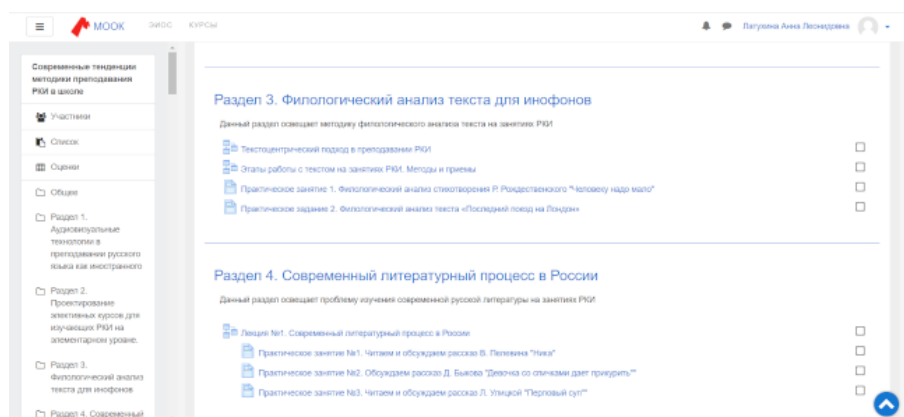 МООК ЭИОС КУРСЫ Латухина Анна Леонидовна
Современные тенденции
методики преподавания
РКИ в школе
Участники
Список
Оценки
Общее
Раздел 1.
Аудиовизуальные
технологии в
преподавании русского
языка как иностранного
Раздел 2.
Проектирование
элективных курсов для
изучающих РКИ на
элементарном уровне.
Раздел 3.
Филологический анализ
текста для инофонов
Раздел 4. Современный
Раздел 3. Филологический анализ текста для инофонов
Данный раздел освещает методику филологического анализа текста на занятиях РКИ
Текстоцентрический подход в преподавании РКИ
Этапы работы с текстом на занятиях РКИ. Методы и приемы
Практическое занятие 1. Филологический анализ стихотворения Р. Рождественского "Человеку надо мало"
Практическое задание 2. Филологический анализ текста «Последний поезд на Лондон»
Раздел 4. Современный литературный процесс в России
Данный раздел освещает проблему изучения современной русской литературы на занятиях РКИ
Лекция №1. Современный литературный процесс в России
Практическое занятие №1. Читаем и обсуждаем рассказ В. Пелевина "Ника"
Практическое занятие №2. Обсуждаем рассказ Д. Быкова "Девочка со спичками дает прикурить""
Практическое занятие №3. Читаем и обсуждаем рассказ Л. Улицкой "Перловый суп""